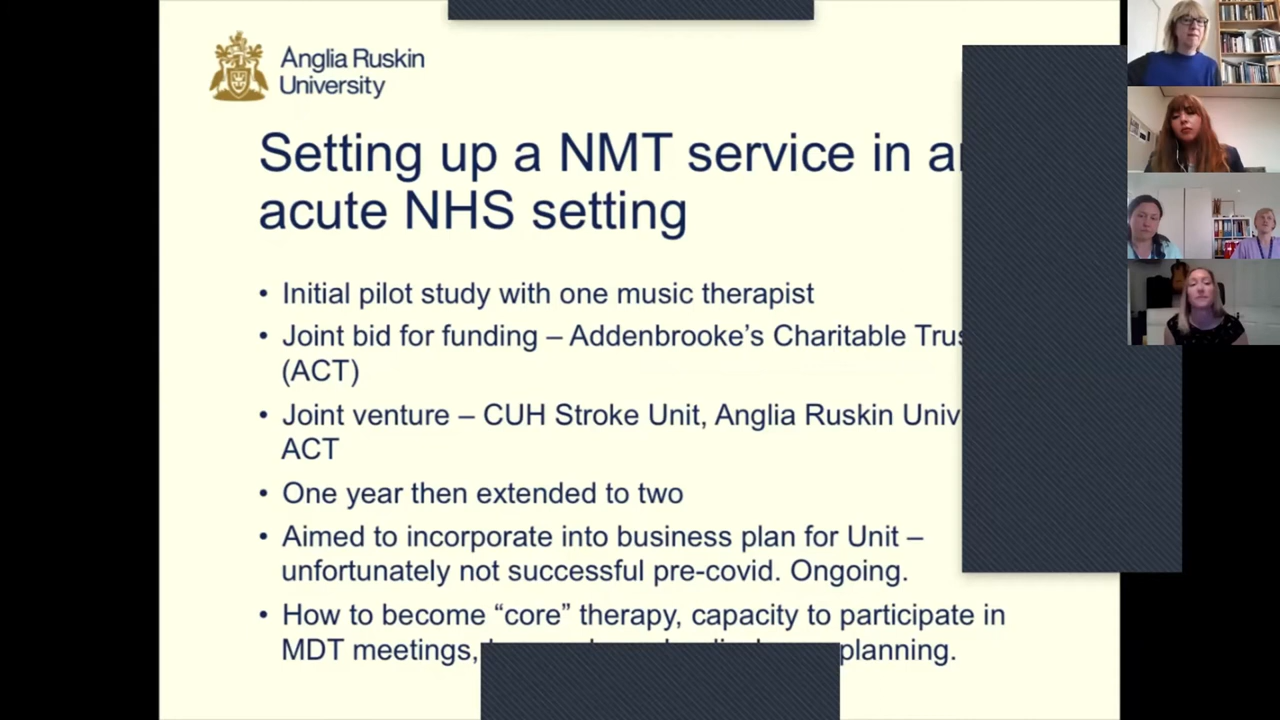 Anglia Ruskin
University
Setting up a NMT service in
acute NHS setting
• Initial pilot study with one music therapist
• Joint bid for funding – Addenbrooke’s Charitable
(ACT)
• Joint venture – CUH Stroke Unit, Anglia Ruskin
ACT
• One year then extended to two
• Aimed to incorporate into business plan for Unit –
unfortunately not successful pre-covid. Ongoing.
• How to become “core” therapy, capacity to participate in
MDT meetings, planning.